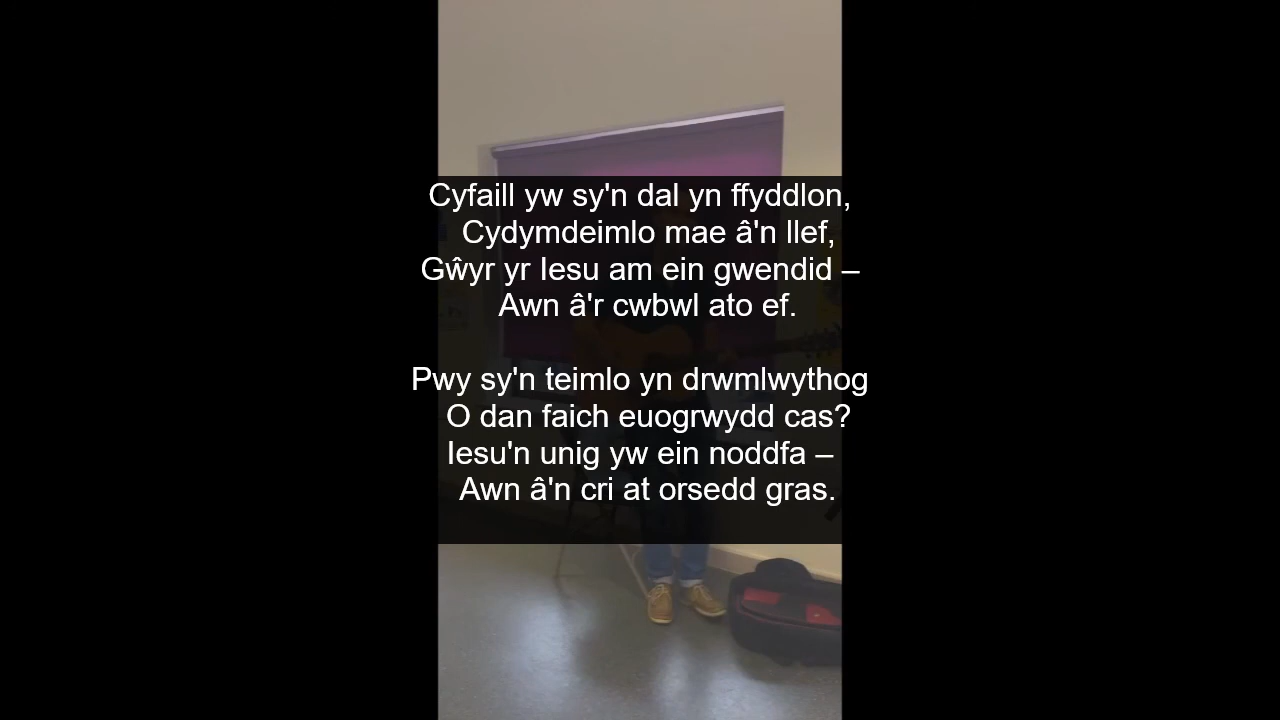 Cyfaill yw sy'n dal yn ffyddlon,
Cydymdeimlo mae â'n llef,
Gŵyr yr Iesu am ein gwendid –
Awn â'r cwbwl ato ef.
Pwy sy'n teimlo yn drwmlwythog
O dan faich euogrwydd cas?
Iesu'n unig yw ein noddfa –
Awn â'n cri at orsedd gras.